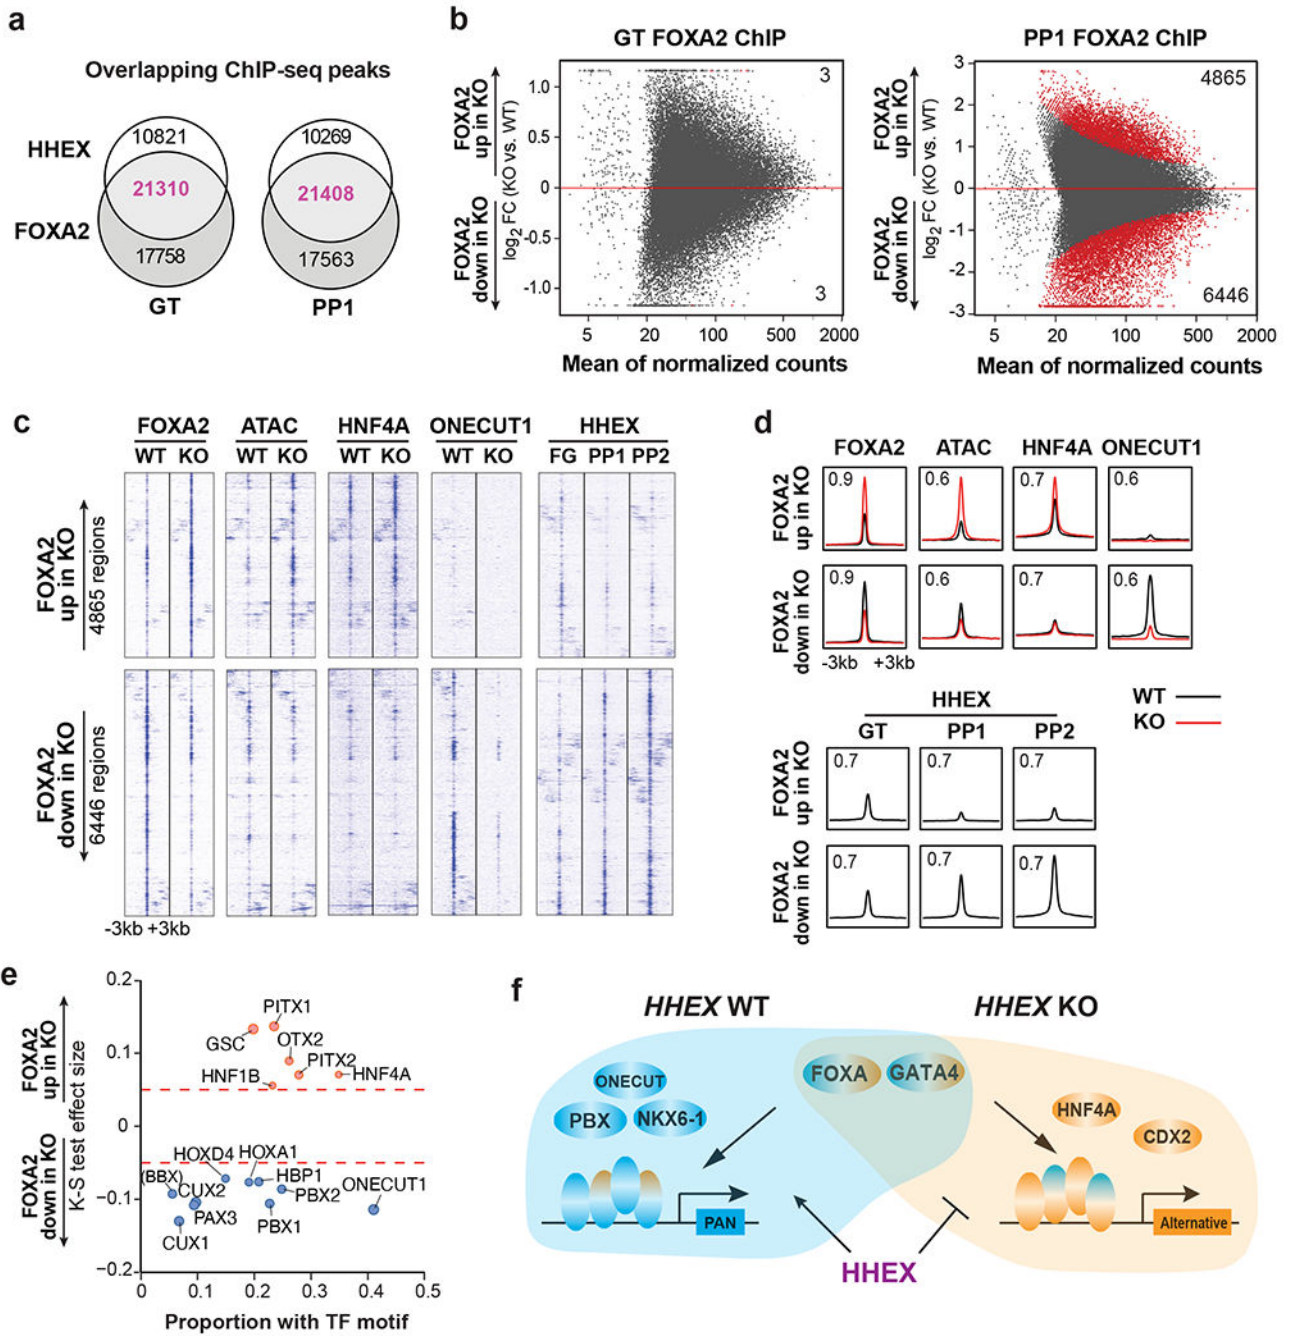 a
Overlapping ChIP-seq peaks
HHEX
FOXA2
10821
21310
17758
GT
10269
21408
17563
PP1
b
GT FOXA2 ChIP
FOXA2
up in KO
FOXA2
down in KO
log2 FC (KO vs. WT)
1.0
0.5
0
-0.5
-1.0
3
3
5 20 100 500 2000
Mean of normalized counts
PP1 FOXA2 ChIP
FOXA2
up in KO
FOXA2
down in KO
log2 FC (KO vs. WT)
3
2
1
0
-1
-2
-3
4865
6446
5 20 100 500 2000
Mean of normalized counts
c
FOXA2 ATAC HNF4A ONECUT1 HHEX
WT KO WT KO WT KO WT KO FG PP1 PP2
FOXA2
up in KO
4865 regions
FOXA2
down in KO
6446 regions
-3kb +3kb
d
FOXA2 ATAC HNF4A ONECUT1
FOXA2
up in KO
0.9 0.6 0.7 0.6
FOXA2
down in KO
0.9 0.6 0.7 0.6
-3kb +3kb
WT
KO
HHEX
GT PP1 PP2
FOXA2
up in KO
0.7 0.7 0.7
FOXA2
down in KO
0.7 0.7 0.7
e
FOXA2
up in KO
FOXA2
down in KO
K-S test effect size
0.2
0.1
0
−0.1
−0.2
PITX1
GSC
OTX2
PITX2
HNF1B
HNF4A
HOXD4
HOXA1
(BBX)
CUX2
HBP1
PBX2
ONECUT1
PAX3
PBX1
CUX1
0 0.1 0.2 0.3 0.4 0.5
Proportion with TF motif
f
HHEX WT
HHEX KO
ONECUT
PBX
NKX6-1
FOXA
GATA4
HNF4A
CDX2
PAN
Alternative
HHEX